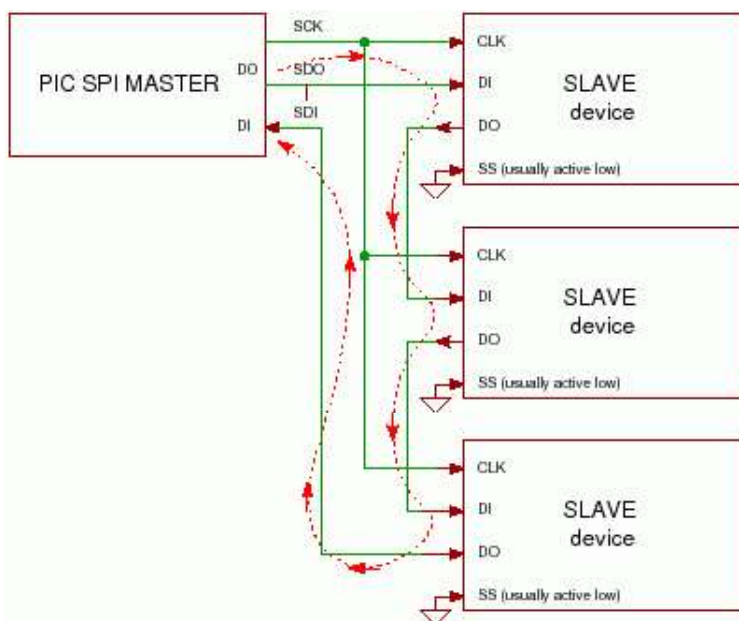 PIC SPI MASTER
DO
DI
SCK
SDO
SDI
CLK
DI
DO
SS (usually active low)
SLAVE
device
CLK
DI
DO
SS (usually active low)
SLAVE
device
CLK
DI
DO
SS (usually active low)
SLAVE
device